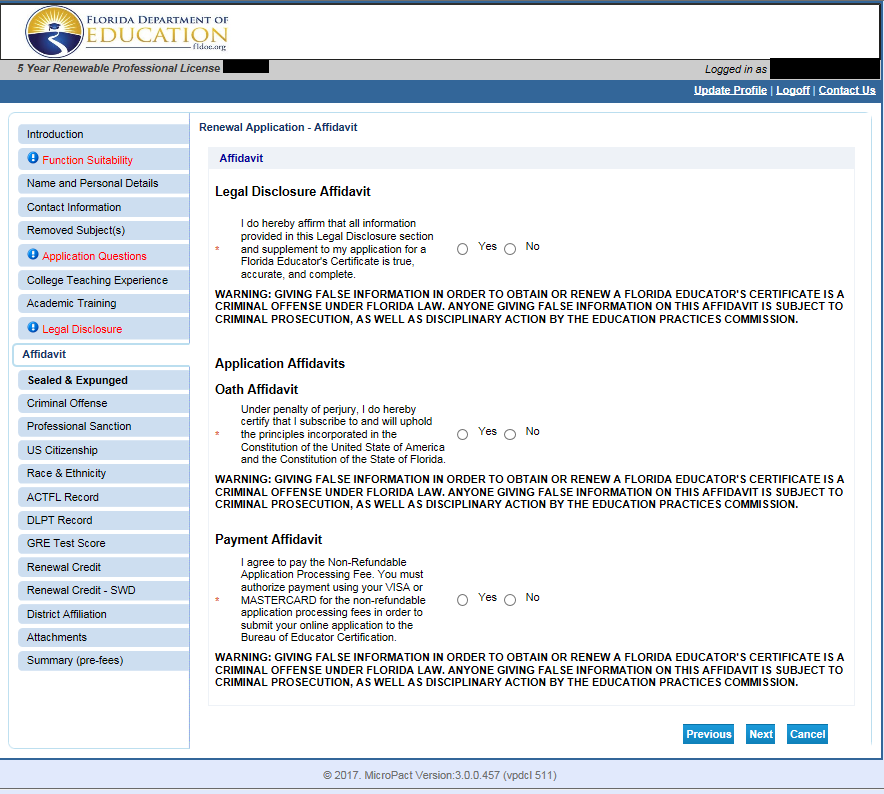 FLORIDA DEPARTMENT OF
EDUCATION
fldoe.org
5 Year Renewable Professional License
Logged in as
Update Profile | Logoff | Contact Us
Introduction
Function Suitability
Name and Personal Details
Contact Information
Removed Subject(s)
Application Questions
College Teaching Experience
Academic Training
Legal Disclosure
Affidavit
Sealed & Expunged
Criminal Offense
Professional Sanction
US Citizenship
Race & Ethnicity
ACTFL Record
DLPT Record
GRE Test Score
Renewal Credit
Renewal Credit - SWD
District Affiliation
Attachments
Summary (pre-fees)
Renewal Application - Affidavit
Affidavit
Legal Disclosure Affidavit
I do hereby affirm that all information
provided in this Legal Disclosure section
* and supplement to my application for a Yes No
Florida Educator's Certificate is true,
accurate, and complete.
WARNING: GIVING FALSE INFORMATION IN ORDER TO OBTAIN OR RENEW A FLORIDA EDUCATOR'S CERTIFICATE IS A
CRIMINAL OFFENSE UNDER FLORIDA LAW. ANYONE GIVING FALSE INFORMATION ON THIS AFFIDAVIT IS SUBJECT TO
CRIMINAL PROSECUTION, AS WELL AS DISCIPLINARY ACTION BY THE EDUCATION PRACTICES COMMISSION.
Application Affidavits
Oath Affidavit
Under penalty of perjury, I do hereby
certify that I subscribe to and will uphold
* the principles incorporated in the Yes No
Constitution of the United State of America
and the Constitution of the State of Florida.
WARNING: GIVING FALSE INFORMATION IN ORDER TO OBTAIN OR RENEW A FLORIDA EDUCATOR'S CERTIFICATE IS A
CRIMINAL OFFENSE UNDER FLORIDA LAW. ANYONE GIVING FALSE INFORMATION ON THIS AFFIDAVIT IS SUBJECT TO
CRIMINAL PROSECUTION, AS WELL AS DISCIPLINARY ACTION BY THE EDUCATION PRACTICES COMMISSION.
Payment Affidavit
I agree to pay the Non-Refundable
Application Processing Fee. You must
authorize payment using your VISA or
* MASTERCARD for the non-refundable Yes No
application processing fees in order to
submit your online application to the
Bureau of Educator Certification.
WARNING: GIVING FALSE INFORMATION IN ORDER TO OBTAIN OR RENEW A FLORIDA EDUCATOR'S CERTIFICATE IS A
CRIMINAL OFFENSE UNDER FLORIDA LAW. ANYONE GIVING FALSE INFORMATION ON THIS AFFIDAVIT IS SUBJECT TO
CRIMINAL PROSECUTION, AS WELL AS DISCIPLINARY ACTION BY THE EDUCATION PRACTICES COMMISSION.
Previous Next Cancel
© 2017. MicroPact Version:3.0.0.457 (vpdcl 511)